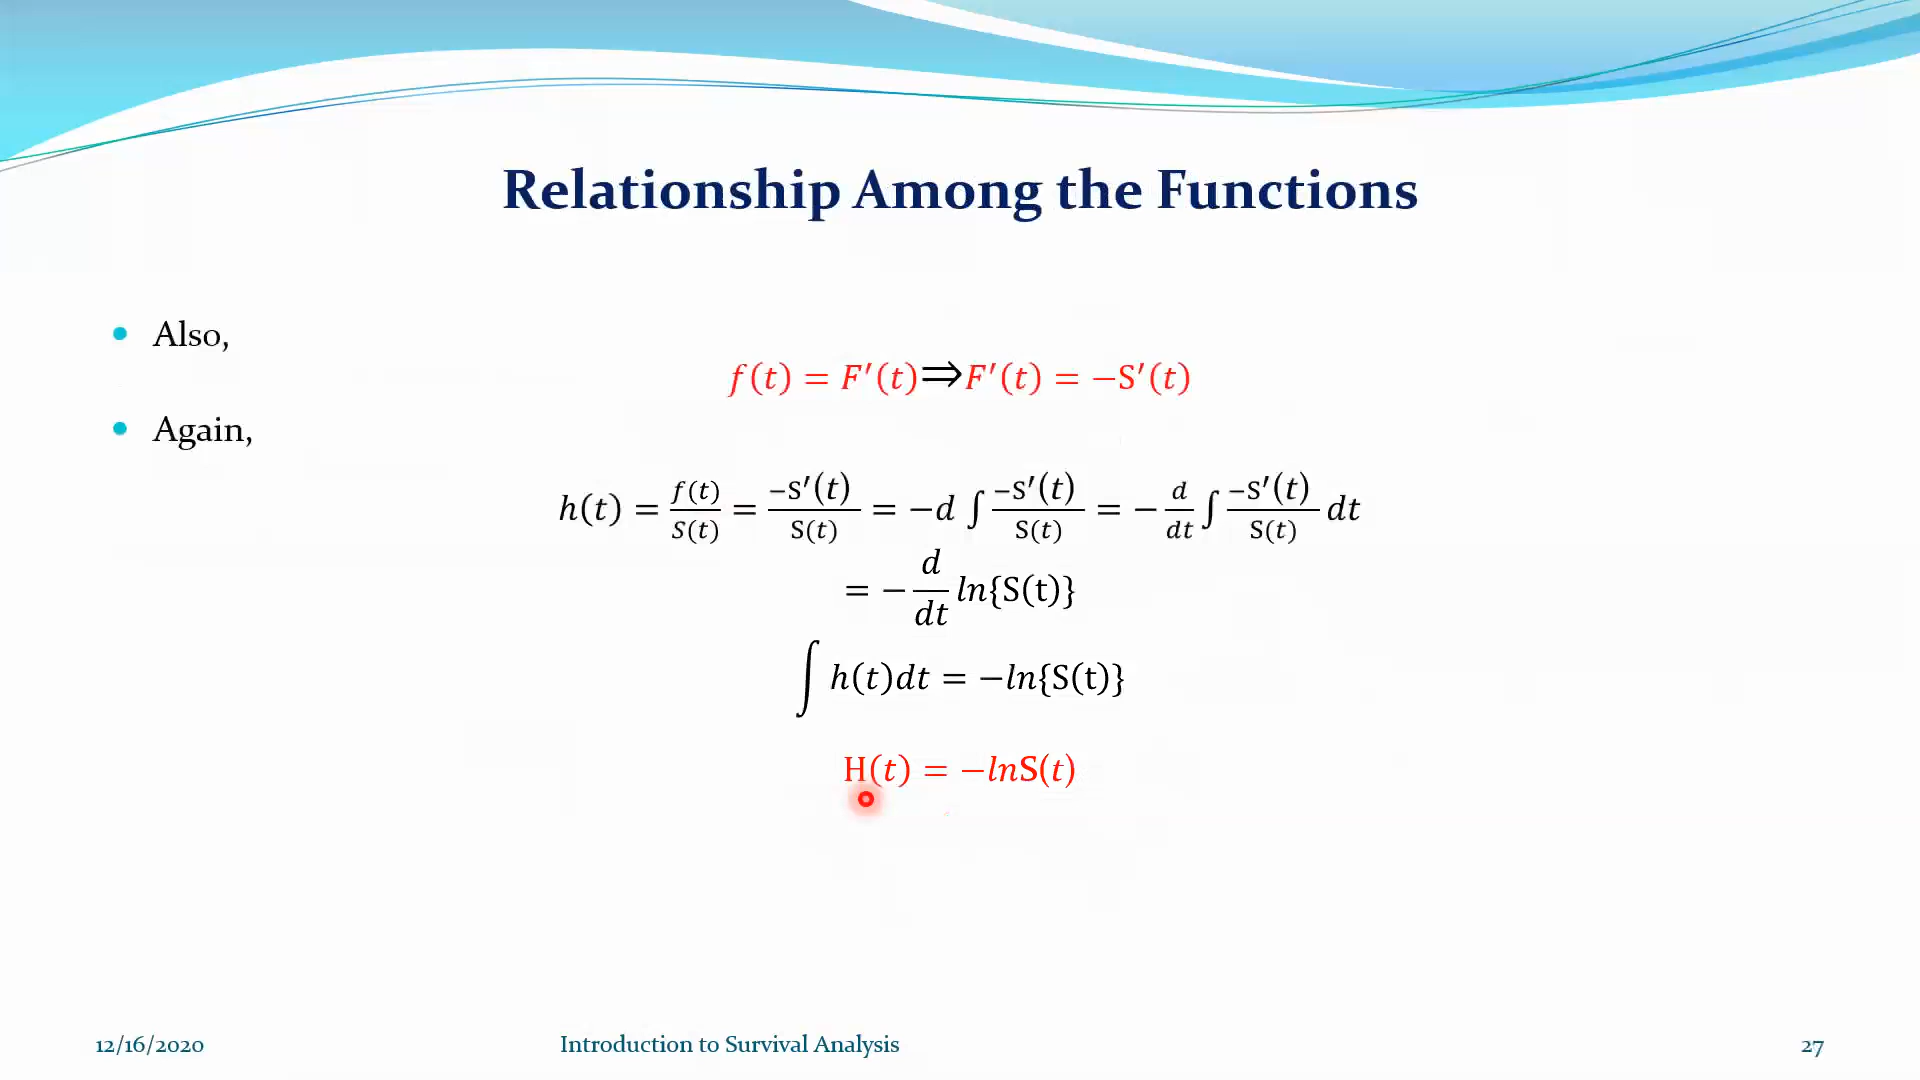 Relationship Among the Functions
• Also,
f(t) = F′(t)⇒F′(t) = −S′(t)
• Again,
h(t) = f(t)/S(t) = −S′(t)/S(t) = −d ∫ −S′(t)/S(t) = − d/dt ∫ −S′(t)/S(t) dt
= − d/dt ln{S(t)}
∫ h(t)dt = −ln{S(t)}
H(t) = −lnS(t)
12/16/2020 Introduction to Survival Analysis 27